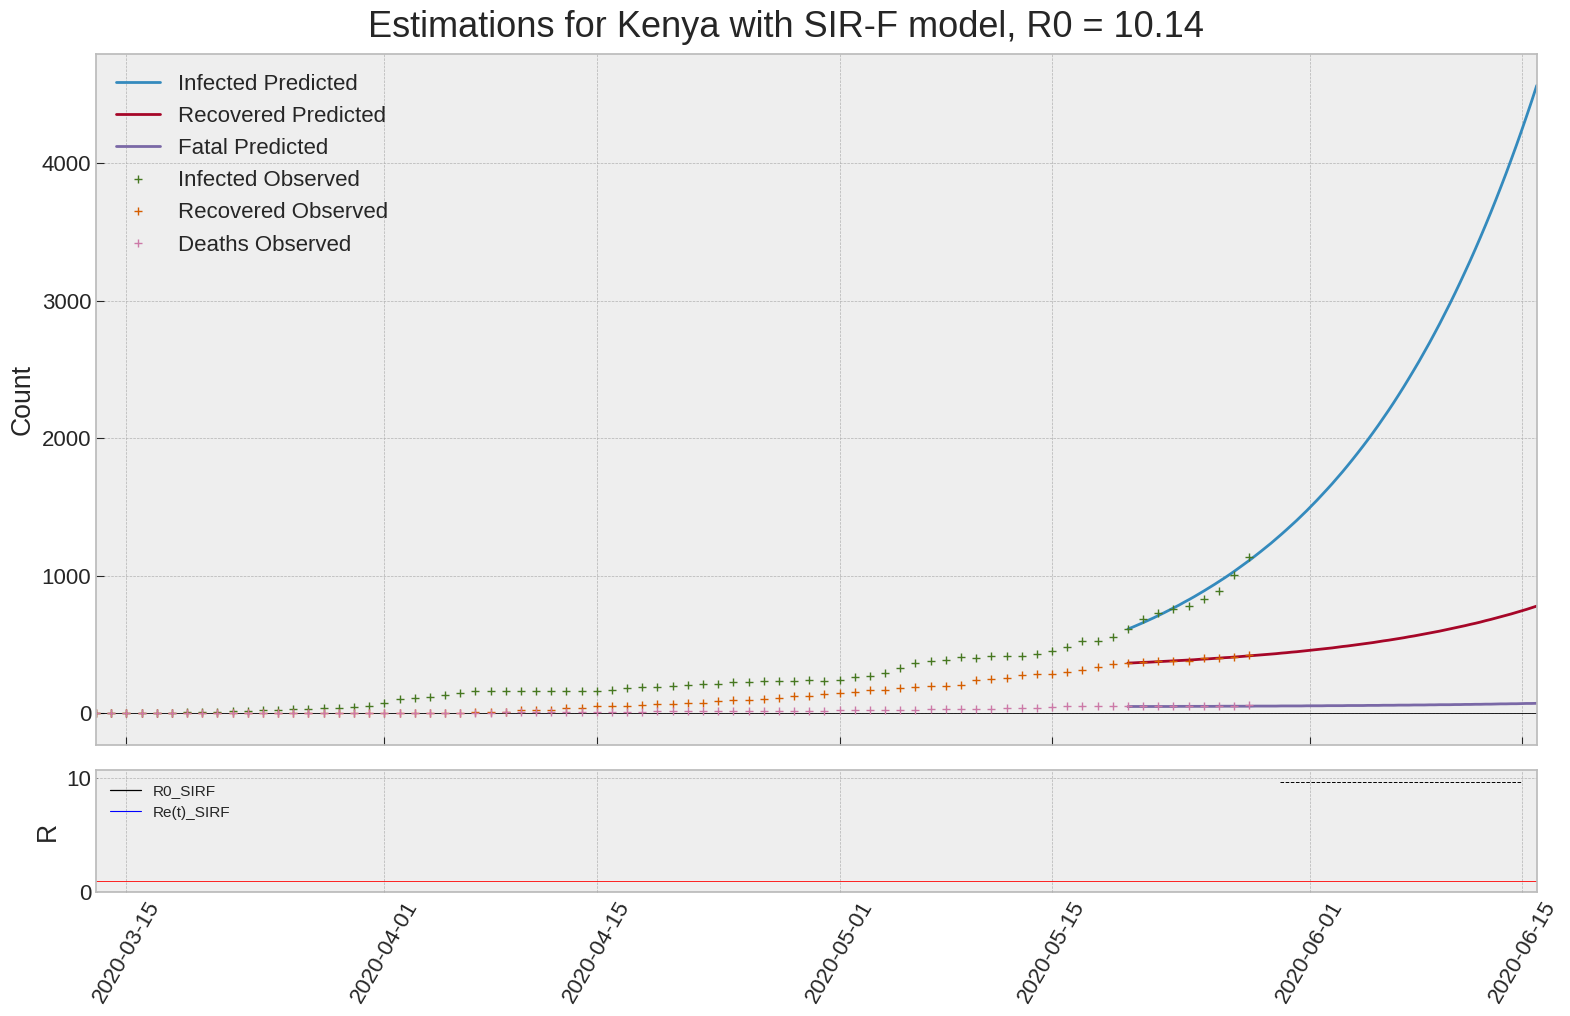 Estimations for Kenya with SIR-F model, R0 = 10.14
Infected Predicted
Recovered Predicted
Fatal Predicted
Infected Observed
Recovered Observed
Deaths Observed
Count
4000
3000
2000
1000
0
R
10
0
R0_SIRF
Re(t)_SIRF
2020-03-15
2020-04-01
2020-04-15
2020-05-01
2020-05-15
2020-06-01
2020-06-15